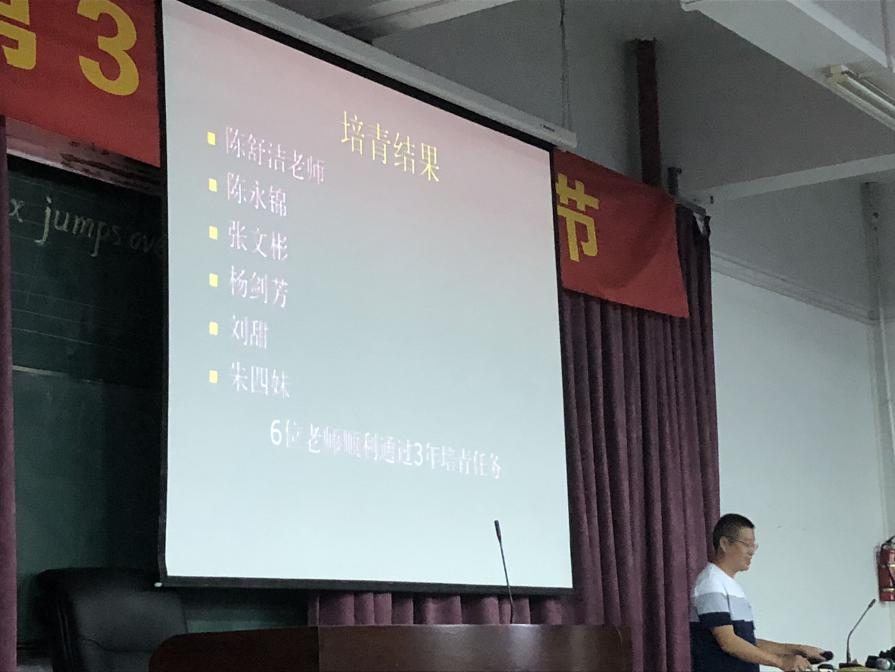 3
节
x jumps ove
培青结果
陈舒洁老师
陈永锦
张文彬
杨剑芳
刘甜
朱四妹
6位老师顺利通过3年培青任务